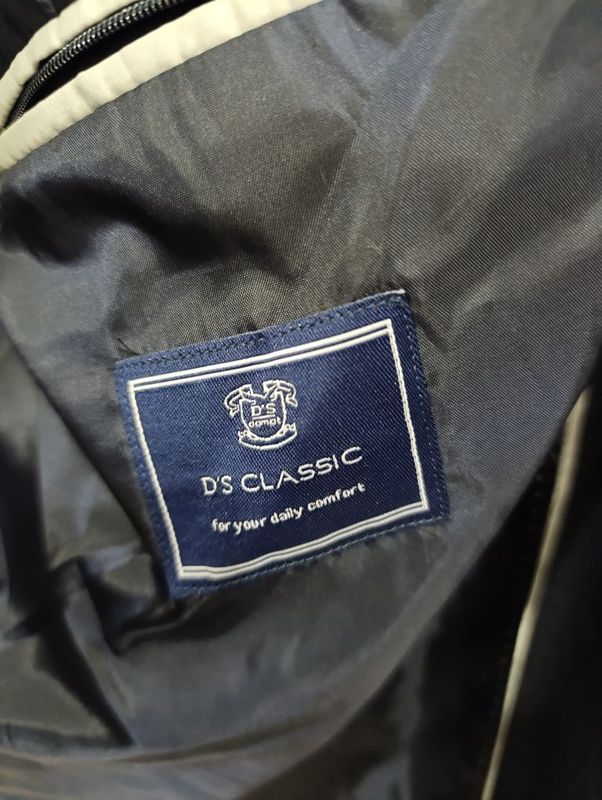 D'S
dompt
D'S CLASSIC
for your daily comfort